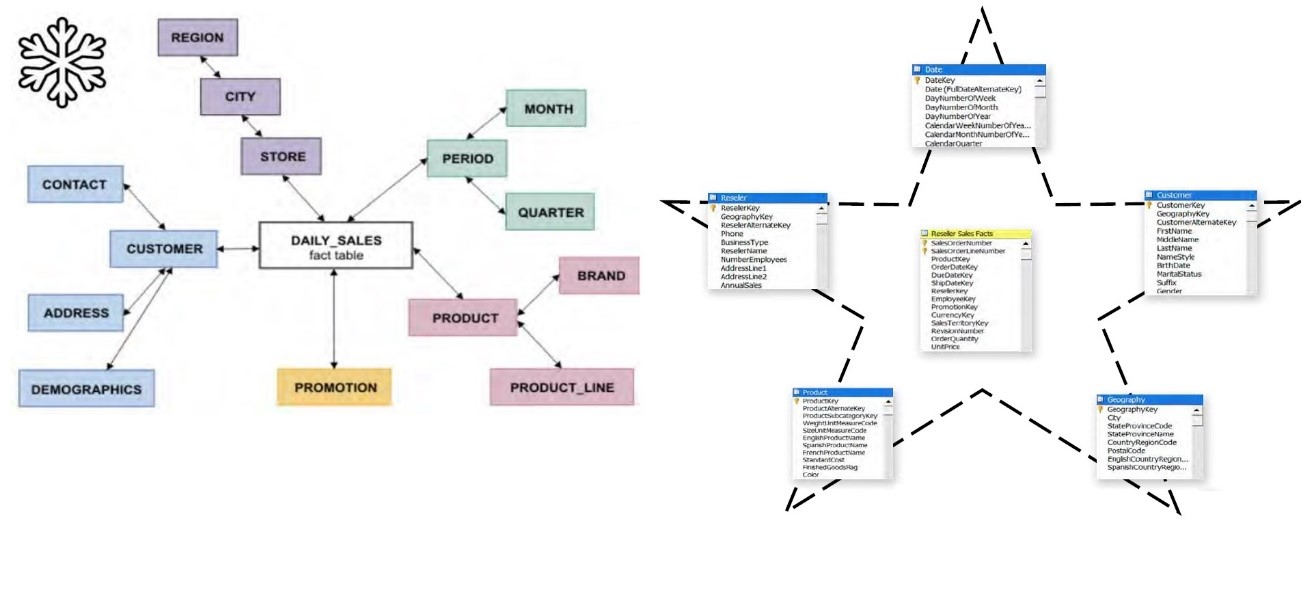 REGION
CITY
STORE
MONTH
PERIOD
QUARTER
CONTACT
CUSTOMER
ADDRESS
DEMOGRAPHICS
DAILY_SALES
fact table
BRAND
PRODUCT
PRODUCT_LINE
PROMOTION
Date
DateKey
Date (FullDateAlternateKey)
DayNumberOfWeek
DayNumberOfMonth
DayNumberOfYear
CalendarWeekNumberOfYea...
CalendarMonthNumberOfYe...
CalendarQuarter
Reseler
ReselerKey
GeographyKey
ReselerAlternateKey
Phone
BusinessType
ReselerName
NumberEmployees
AddressLine1
AddressLine2
AnnualSales
Reseller Sales Facts
SalesOrderNumber
SalesOrderLineNumber
ProductKey
OrderDateKey
DueDateKey
ShipDateKey
ResellerKey
EmployeeKey
PromotionKey
CurrencyKey
SalesTerritoryKey
RevisionNumber
OrderQuantity
UnitPrice
Customer
CustomerKey
GeographyKey
CustomerAlternateKey
FirstName
MiddleName
LastName
NameStyle
BirthDate
MaritalStatus
Suffix
Gender
Product
ProductKey
ProductAlternateKey
ProductSubcategoryKey
WeightUnitMeasureCode
SizeUnitMeasureCode
EnglishProductName
SpanishProductName
FrenchProductName
StandardCost
FinishedGoodsFlag
Color
Geography
GeographyKey
City
StateProvinceCode
StateProvinceName
CountryRegionCode
PostalCode
EnglishCountryRegion...
SpanishCountryRegio...